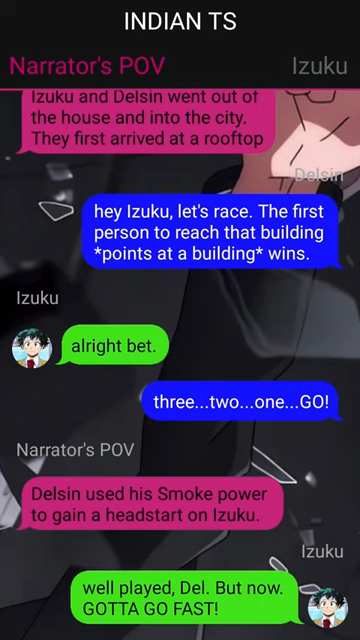 INDIAN TS
Narrator's POV
Izuku
Izuku and Delsin went out of
the house and into the city.
They first arrived at a rooftop
Delsin
hey Izuku, let's race. The first
person to reach that building
*points at a building* wins.
Izuku
alright bet.
three...two...one...GO!
Narrator's POV
Delsin used his Smoke power
to gain a headstart on Izuku.
Izuku
well played, Del. But now.
GOTTA GO FAST!